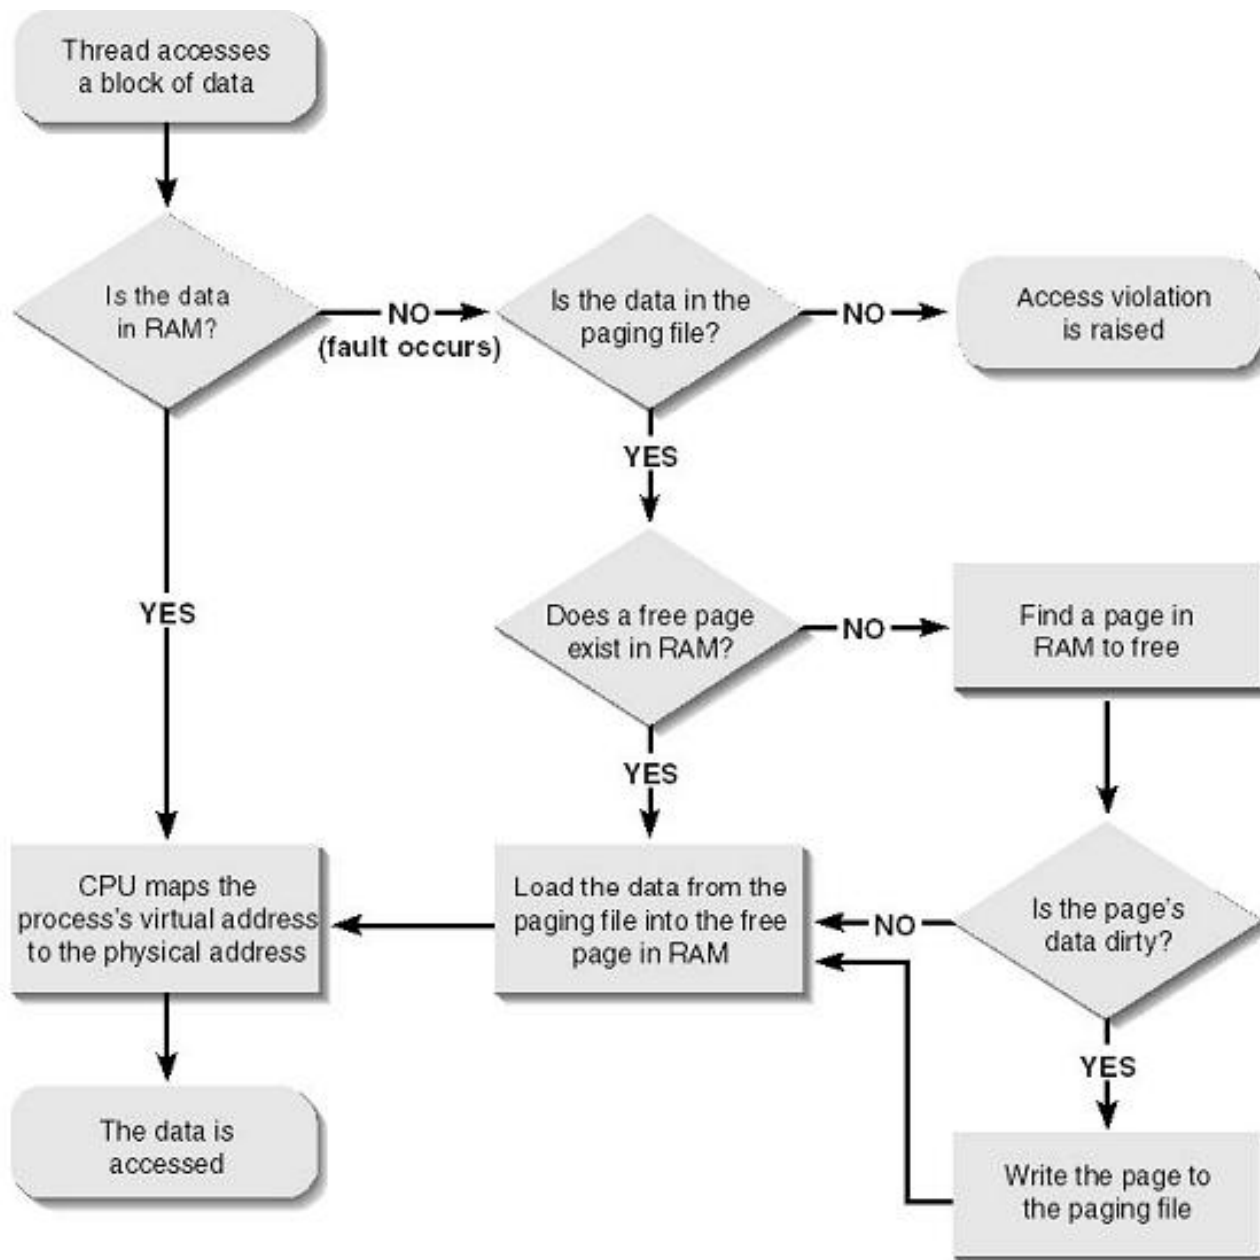 Thread accesses
a block of data
Is the data
in RAM?
NO
(fault occurs)
Is the data in the
paging file?
NO
Access violation
is raised
YES
YES
Does a free page
exist in RAM?
NO
Find a page in
RAM to free
YES
CPU maps the
process's virtual address
to the physical address
Load the data from the
paging file into the free
page in RAM
NO
Is the page's
data dirty?
YES
The data is
accessed
Write the page to
the paging file